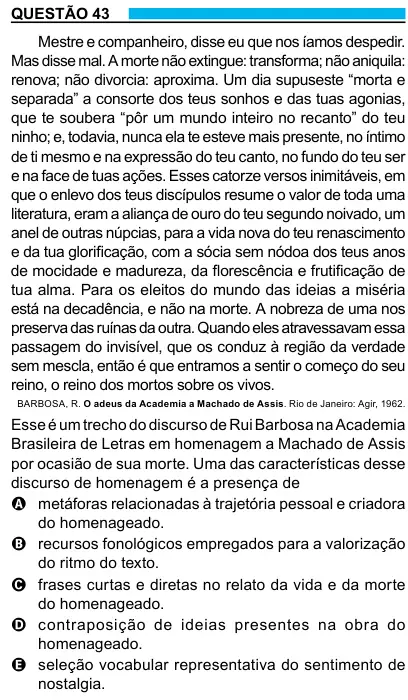 QUESTÃO 43
Mestre e companheiro, disse eu que nos íamos despedir.
Mas disse mal. A morte não extingue: transforma; não aniquila:
renova; não divorcia: aproxima. Um dia supuseste “morta e
separada” a consorte dos teus sonhos e das tuas agonias,
que te soubera “pôr um mundo inteiro no recanto” do teu
ninho; e, todavia, nunca ela te esteve mais presente, no íntimo
de ti mesmo e na expressão do teu canto, no fundo do teu ser
e na face de tuas ações. Esses catorze versos inimitáveis, em
que o enlevo dos teus discípulos resume o valor de toda uma
literatura, eram a aliança de ouro do teu segundo noivado, um
anel de outras núpcias, para a vida nova do teu renascimento
e da tua glorificação, com a sócia sem nódoa dos teus anos
de mocidade e madureza, da florescência e frutificação de
tua alma. Para os eleitos do mundo das ideias a miséria
está na decadência, e não na morte. A nobreza de uma nos
preserva das ruínas da outra. Quando eles atravessavam essa
passagem do invisível, que os conduz à região da verdade
sem mescla, então é que entramos a sentir o começo do seu
reino, o reino dos mortos sobre os vivos.
BARBOSA, R. O adeus da Academia a Machado de Assis. Rio de Janeiro: Agir, 1962.
Esse é um trecho do discurso de Rui Barbosa na Academia
Brasileira de Letras em homenagem a Machado de Assis
por ocasião de sua morte. Uma das características desse
discurso de homenagem é a presença de
A metáforas relacionadas à trajetória pessoal e criadora
do homenageado.
B recursos fonológicos empregados para a valorização
do ritmo do texto.
C frases curtas e diretas no relato da vida e da morte
do homenageado.
D contraposição de ideias presentes na obra do
homenageado.
E seleção vocabular representativa do sentimento de
nostalgia.